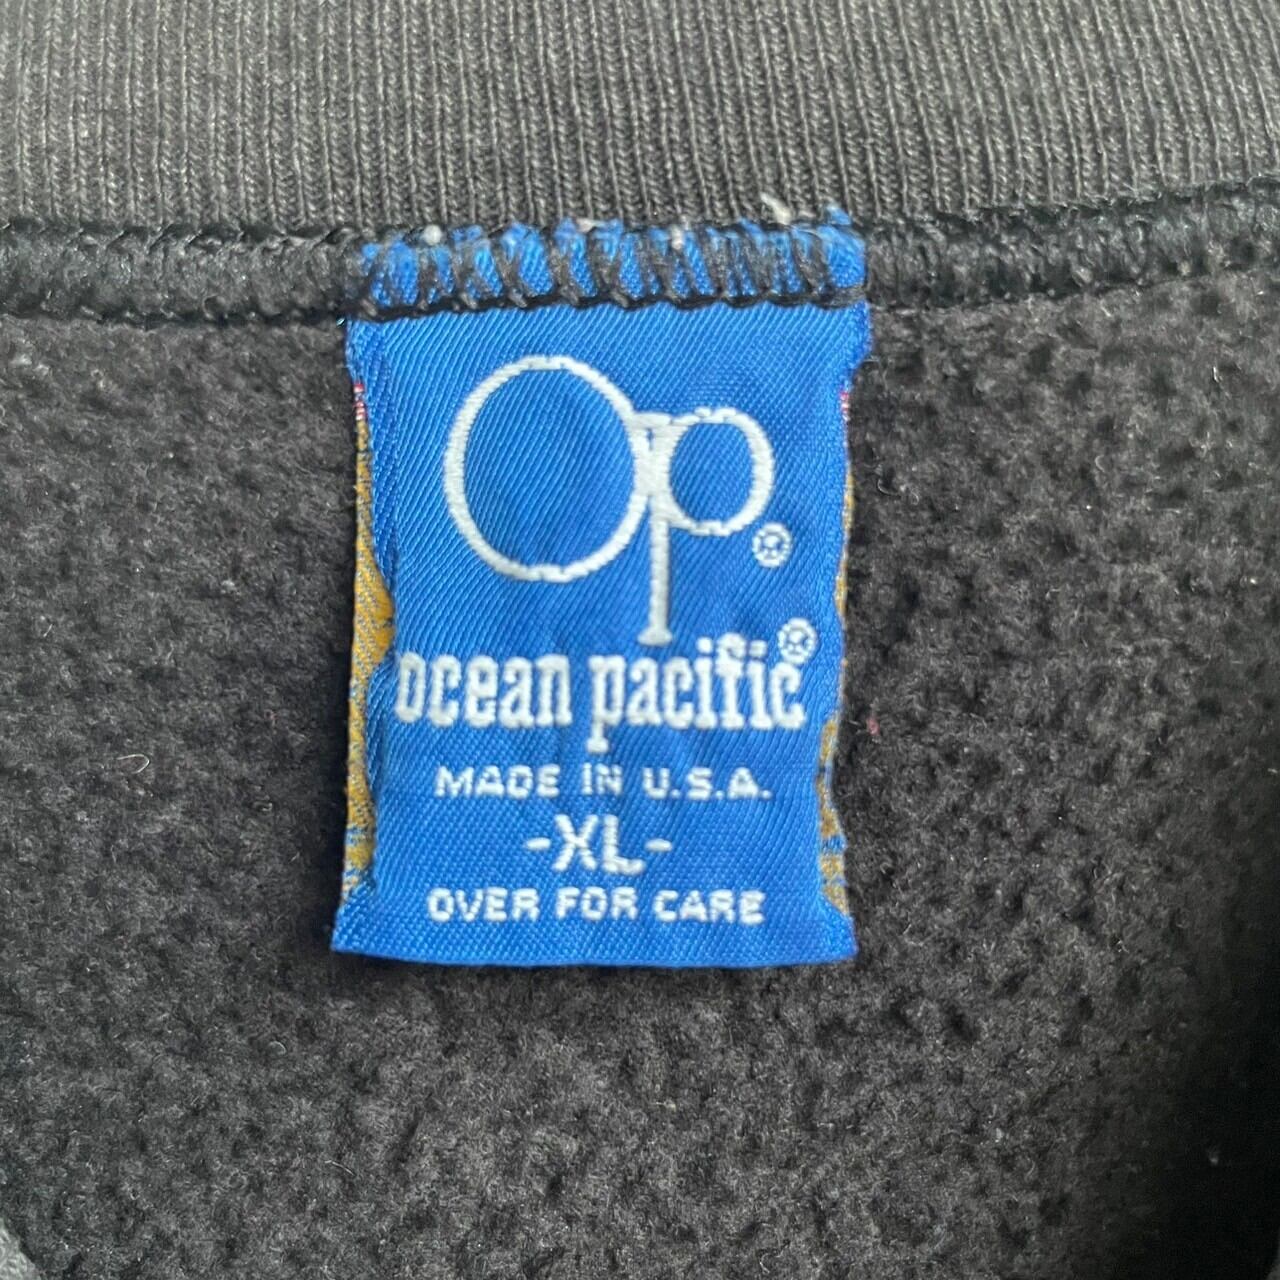 Op®
ocean pacific®
MADE IN U.S.A.
-XL-
OVER FOR CARE